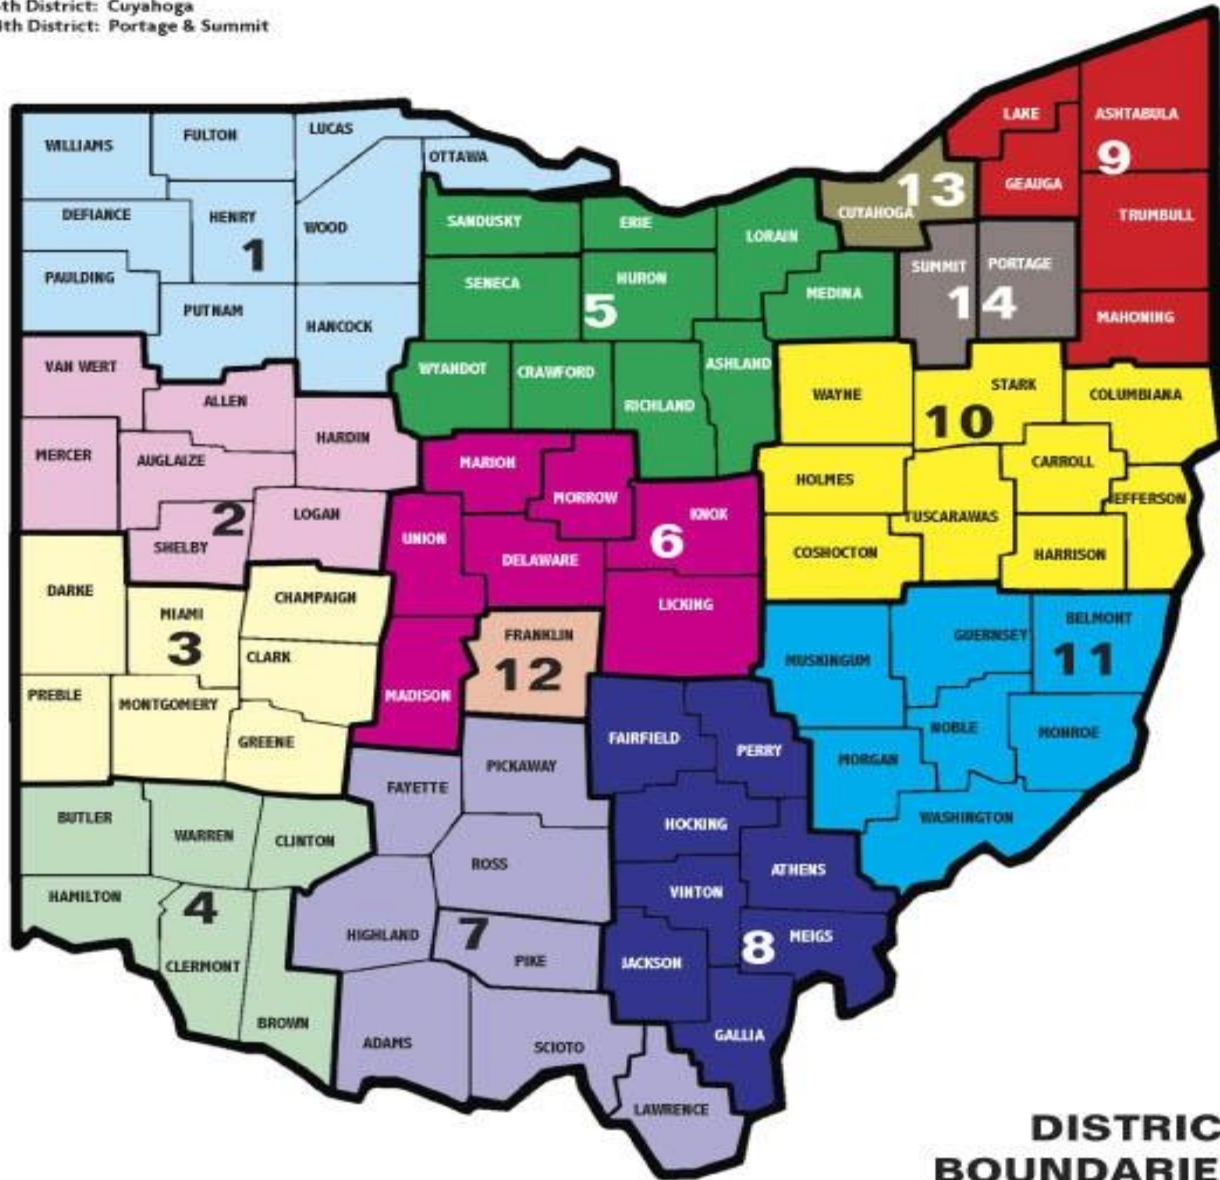 th District: Cuyahoga
th District: Portage & Summit
LAKE
ASHTABULA
9
GEAUGA
TRUMBULL
MAHONING
WILLIAMS
FULTON
LUCAS
OTTAWA
DEFIANCE
HENRY
1
WOOD
PAULDING
PUTNAM
HANCOCK
SANDUSKY
ERIE
LORAIN
SENECA
HURON
5
MEDINA
WYANDOT
CRAWFORD
RICHLAND
ASHLAND
13
CUYAHOGA
SUMMIT
PORTAGE
14
VAN WERT
ALLEN
HARDIN
MERCER
AUGLAIZE
2
LOGAN
SHELBY
MARION
MORROW
KNOX
UNION
6
DELAWARE
LICKING
MADISON
WAYNE
STARK
COLUMBIANA
10
HOLMES
CARROLL
JEFFERSON
TUSCARAWAS
COSHOCTON
HARRISON
DARKE
MIAMI
CHAMPAIGN
3
CLARK
PREBLE
MONTGOMERY
GREENE
FRANKLIN
12
MUSKINGUM
GUERNSEY
BELMONT
11
NOBLE
MONROE
MORGAN
WASHINGTON
FAIRFIELD
PERRY
HOCKING
ATHENS
VINTON
8
MEIGS
JACKSON
GALLIA
PICKAWAY
FAYETTE
ROSS
HIGHLAND
7
PIKE
ADAMS
SCIOTO
LAWRENCE
BUTLER
WARREN
CLINTON
HAMILTON
4
CLERMONT
BROWN
DISTRIC
BOUNDARIE